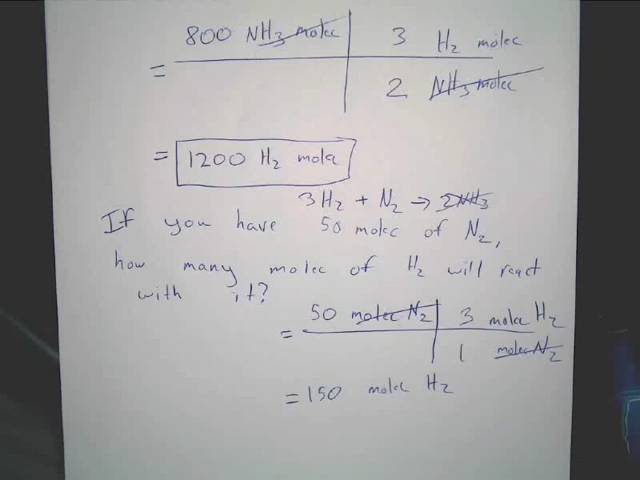 800 NH3 molec | 3 H2 molec
= 2 NH3 molec
= 1200 H2 molec
3H2 + N2 → 2NH3
If you have 50 molec of N2,
how many molec of H2 will react
with it?
50 molec N2 | 3 molec H2
= 1 molec N2
= 150 molec H2